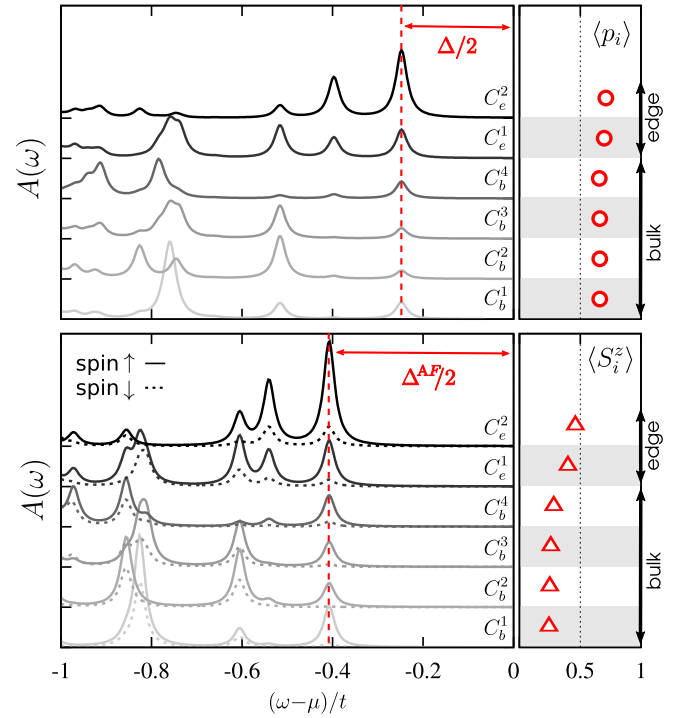 Δ/2
⟨p_i⟩
A(ω)
C_e^2
C_e^1
C_b^4
C_b^3
C_b^2
C_b^1
edge
bulk
spin ↑
spin ↓
Δ^{AF}/2
⟨S_i^z⟩
A(ω)
C_e^2
C_e^1
C_b^4
C_b^3
C_b^2
C_b^1
edge
bulk
-1 -0.8 -0.6 -0.4 -0.2 0 0.5 1
(ω−μ)/t